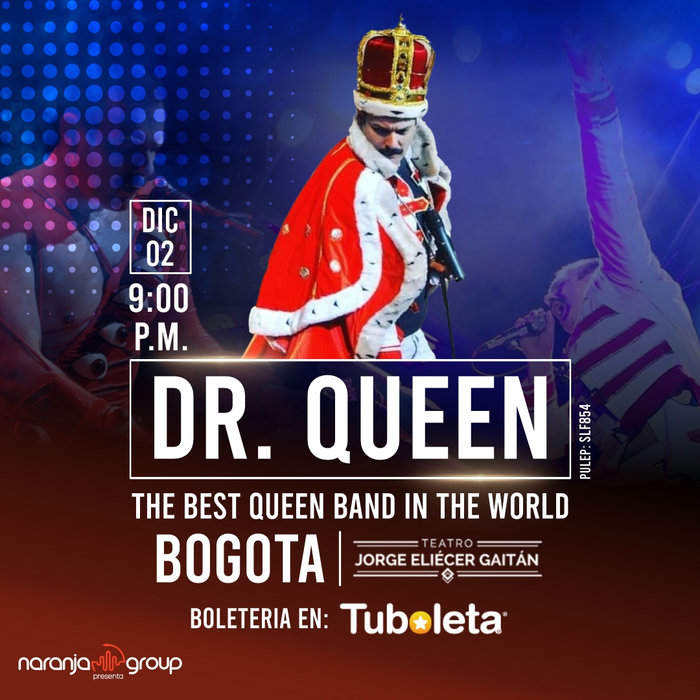 DIC
02
9:00
P.M.
DR. QUEEN
PULEP: SLF854
THE BEST QUEEN BAND IN THE WORLD
BOGOTA
TEATRO
JORGE ELIÉCER GAITÁN
BOLETERIA EN: Tuboleta
naranja group
presenta